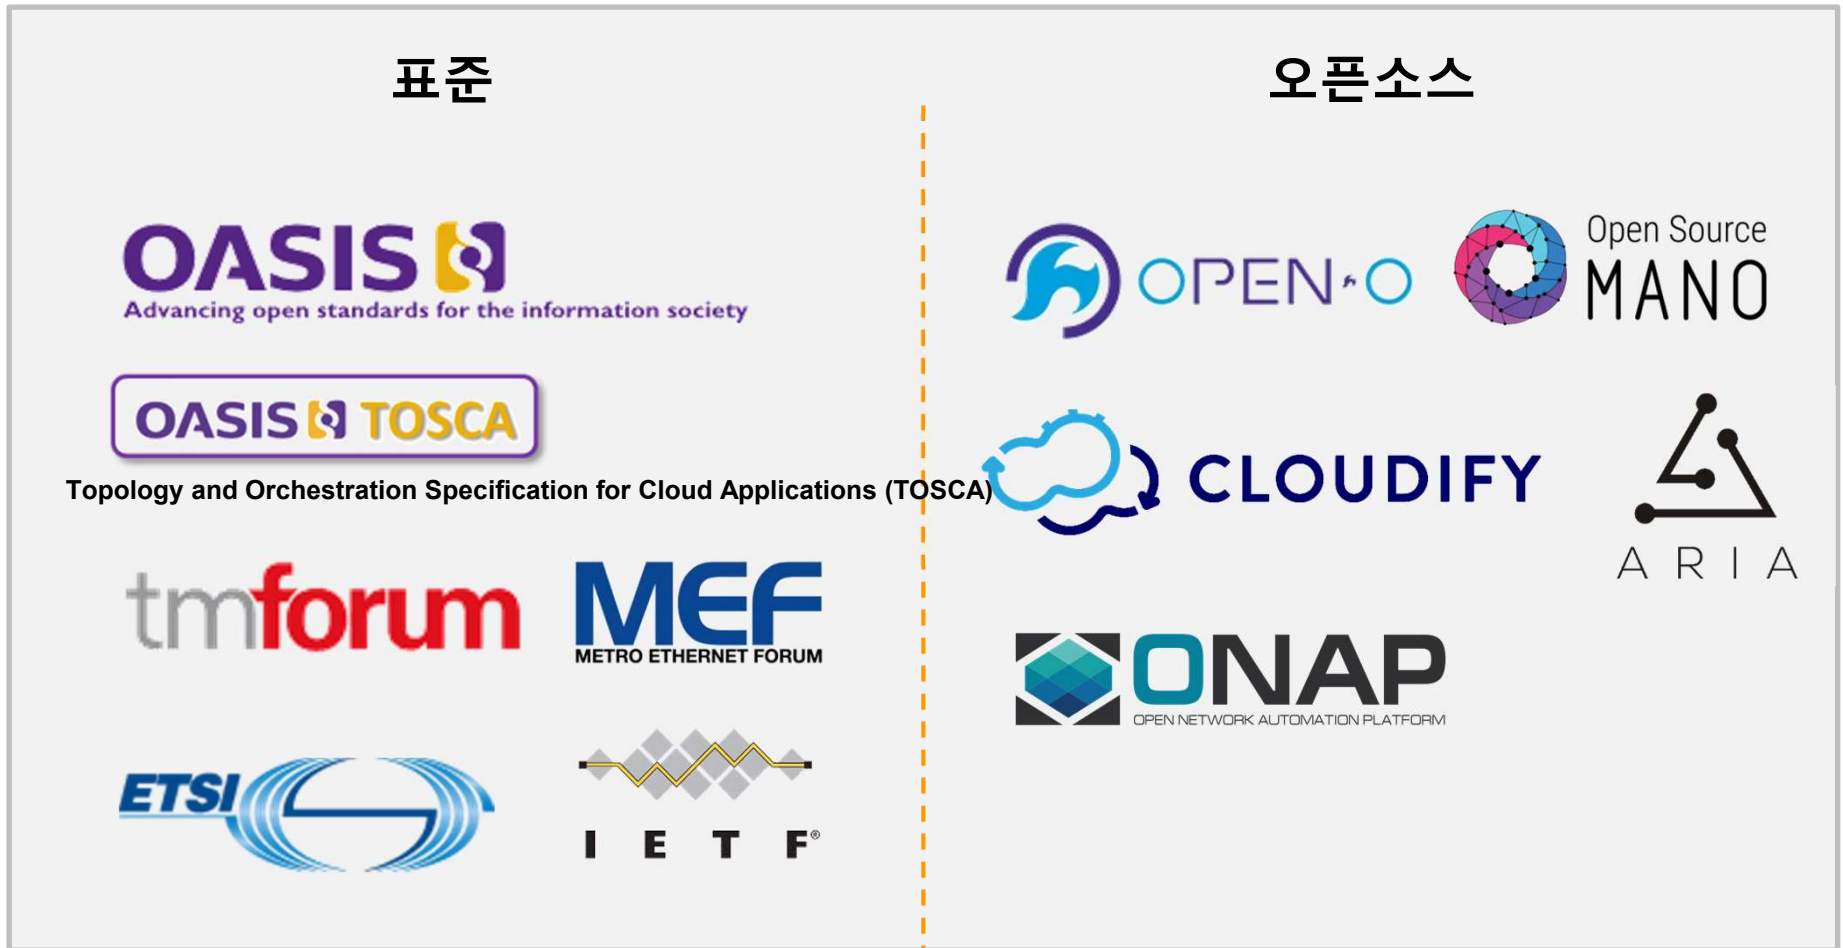 표준
OASIS
Advancing open standards for the information society
OASIS TOSCA
Topology and Orchestration Specification for Cloud Applications (TOSCA)
tmforum
MEF
METRO ETHERNET FORUM
ETSI
I E T F®
오픈소스
OPEN-O
Open Source
MANO
CLOUDIFY
ARIA
ONAP
OPEN NETWORK AUTOMATION PLATFORM